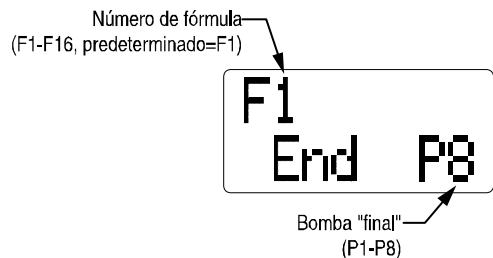 Número de fórmula
(F1-F16, predeterminado=F1)
F1
End P8
Bomba "final"
(P1-P8)